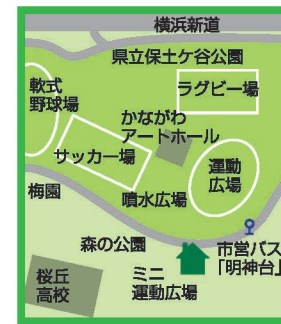 横浜新道
県立保土ケ谷公園
軟式
野球場
ラグビー場
かながわ
アートホール
サッカー場
運動
広場
梅園
噴水広場
森の公園
市営バス
「明神台」
桜丘
高校
ミニ
運動広場